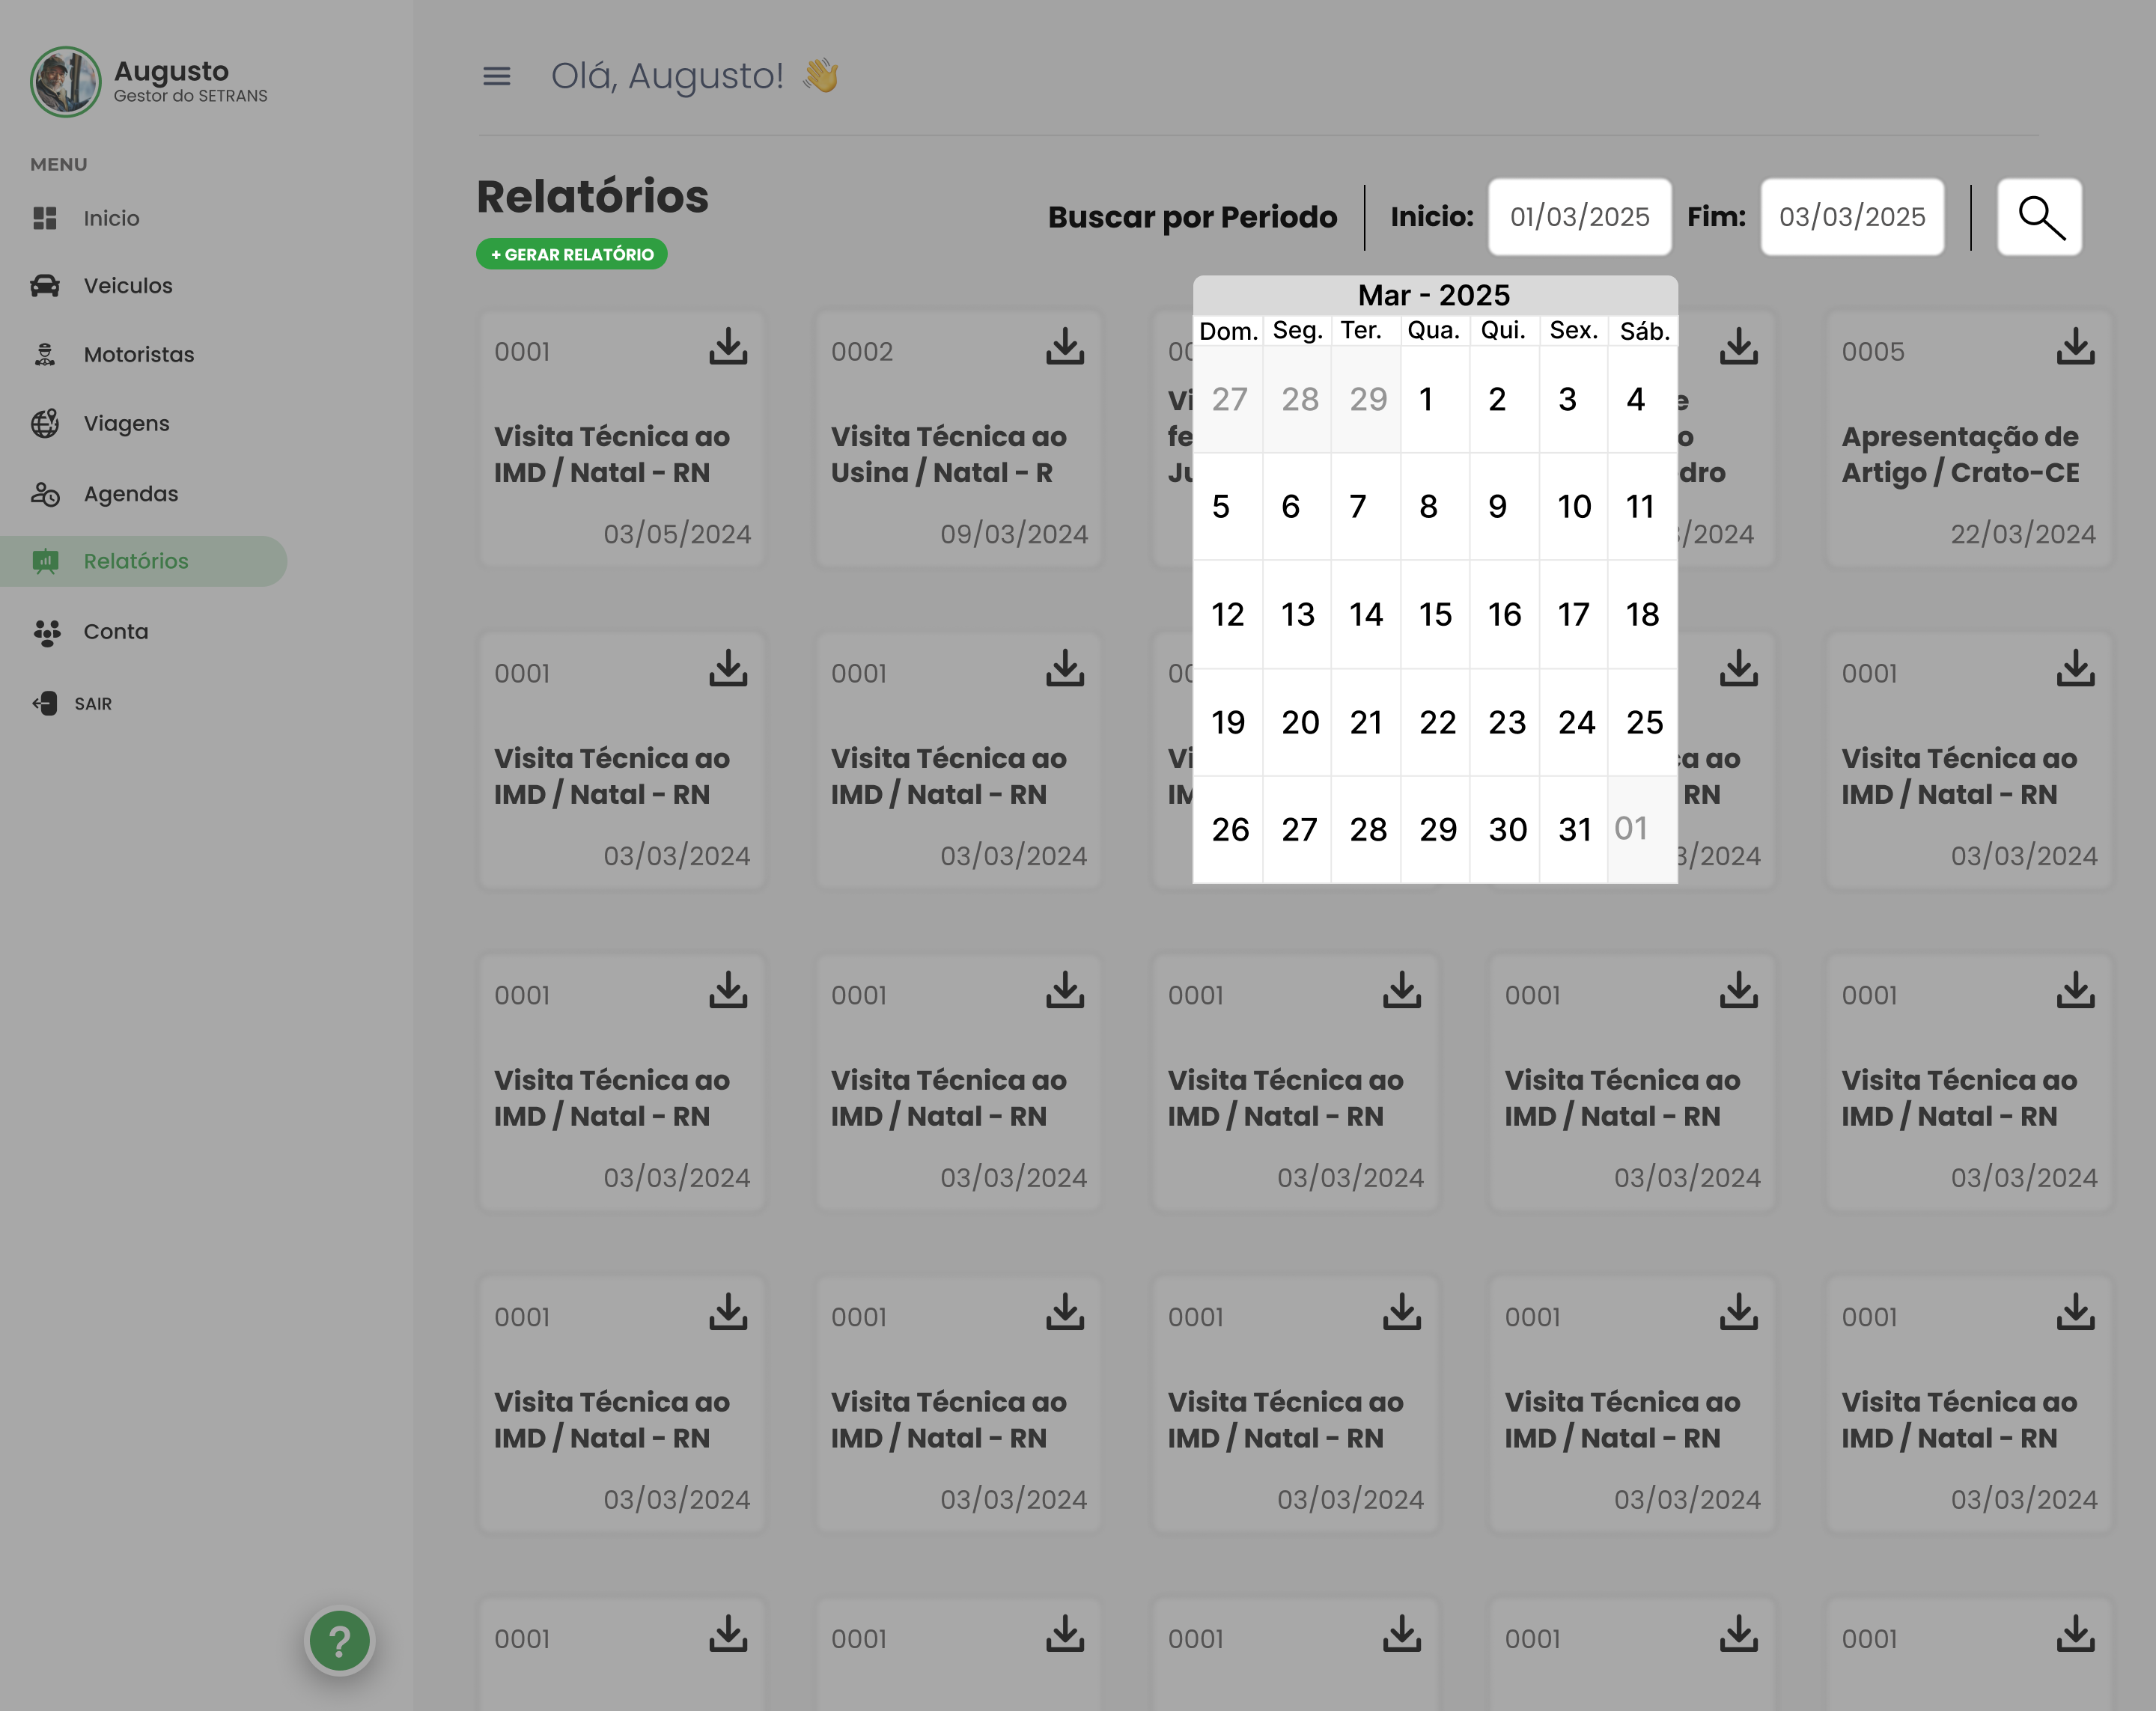 Augusto
Gestor do SETRANS
MENU
Inicio
Veiculos
Motoristas
Viagens
Agendas
Relatórios
Conta
SAIR
?
Olá, Augusto! 👋
Relatórios
+ GERAR RELATÓRIO
Buscar por Periodo
Inicio: 01/03/2025 Fim: 03/03/2025
Mar - 2025
Dom. Seg. Ter. Qua. Qui. Sex. Sáb.
27 28 29 1 2 3 4
5 6 7 8 9 10 11
12 13 14 15 16 17 18
19 20 21 22 23 24 25
26 27 28 29 30 31 01
0001
Visita Técnica ao
IMD / Natal - RN
03/05/2024
0002
Visita Técnica ao
Usina / Natal - R
09/03/2024
0005
Apresentação de
Artigo / Crato-CE
22/03/2024
0001
Visita Técnica ao
IMD / Natal - RN
03/03/2024
0001
Visita Técnica ao
IMD / Natal - RN
03/03/2024
ao
RN
/2024
0001
Visita Técnica ao
IMD / Natal - RN
03/03/2024
0001
Visita Técnica ao
IMD / Natal - RN
03/03/2024
0001
Visita Técnica ao
IMD / Natal - RN
03/03/2024
0001
Visita Técnica ao
IMD / Natal - RN
03/03/2024
0001
Visita Técnica ao
IMD / Natal - RN
03/03/2024
0001
Visita Técnica ao
IMD / Natal - RN
03/03/2024
0001
Visita Técnica ao
IMD / Natal - RN
03/03/2024
0001
Visita Técnica ao
IMD / Natal - RN
03/03/2024
0001
Visita Técnica ao
IMD / Natal - RN
03/03/2024
0001
Visita Técnica ao
IMD / Natal - RN
03/03/2024
0001
Visita Técnica ao
IMD / Natal - RN
03/03/2024
0001
0001
0001
0001
0001